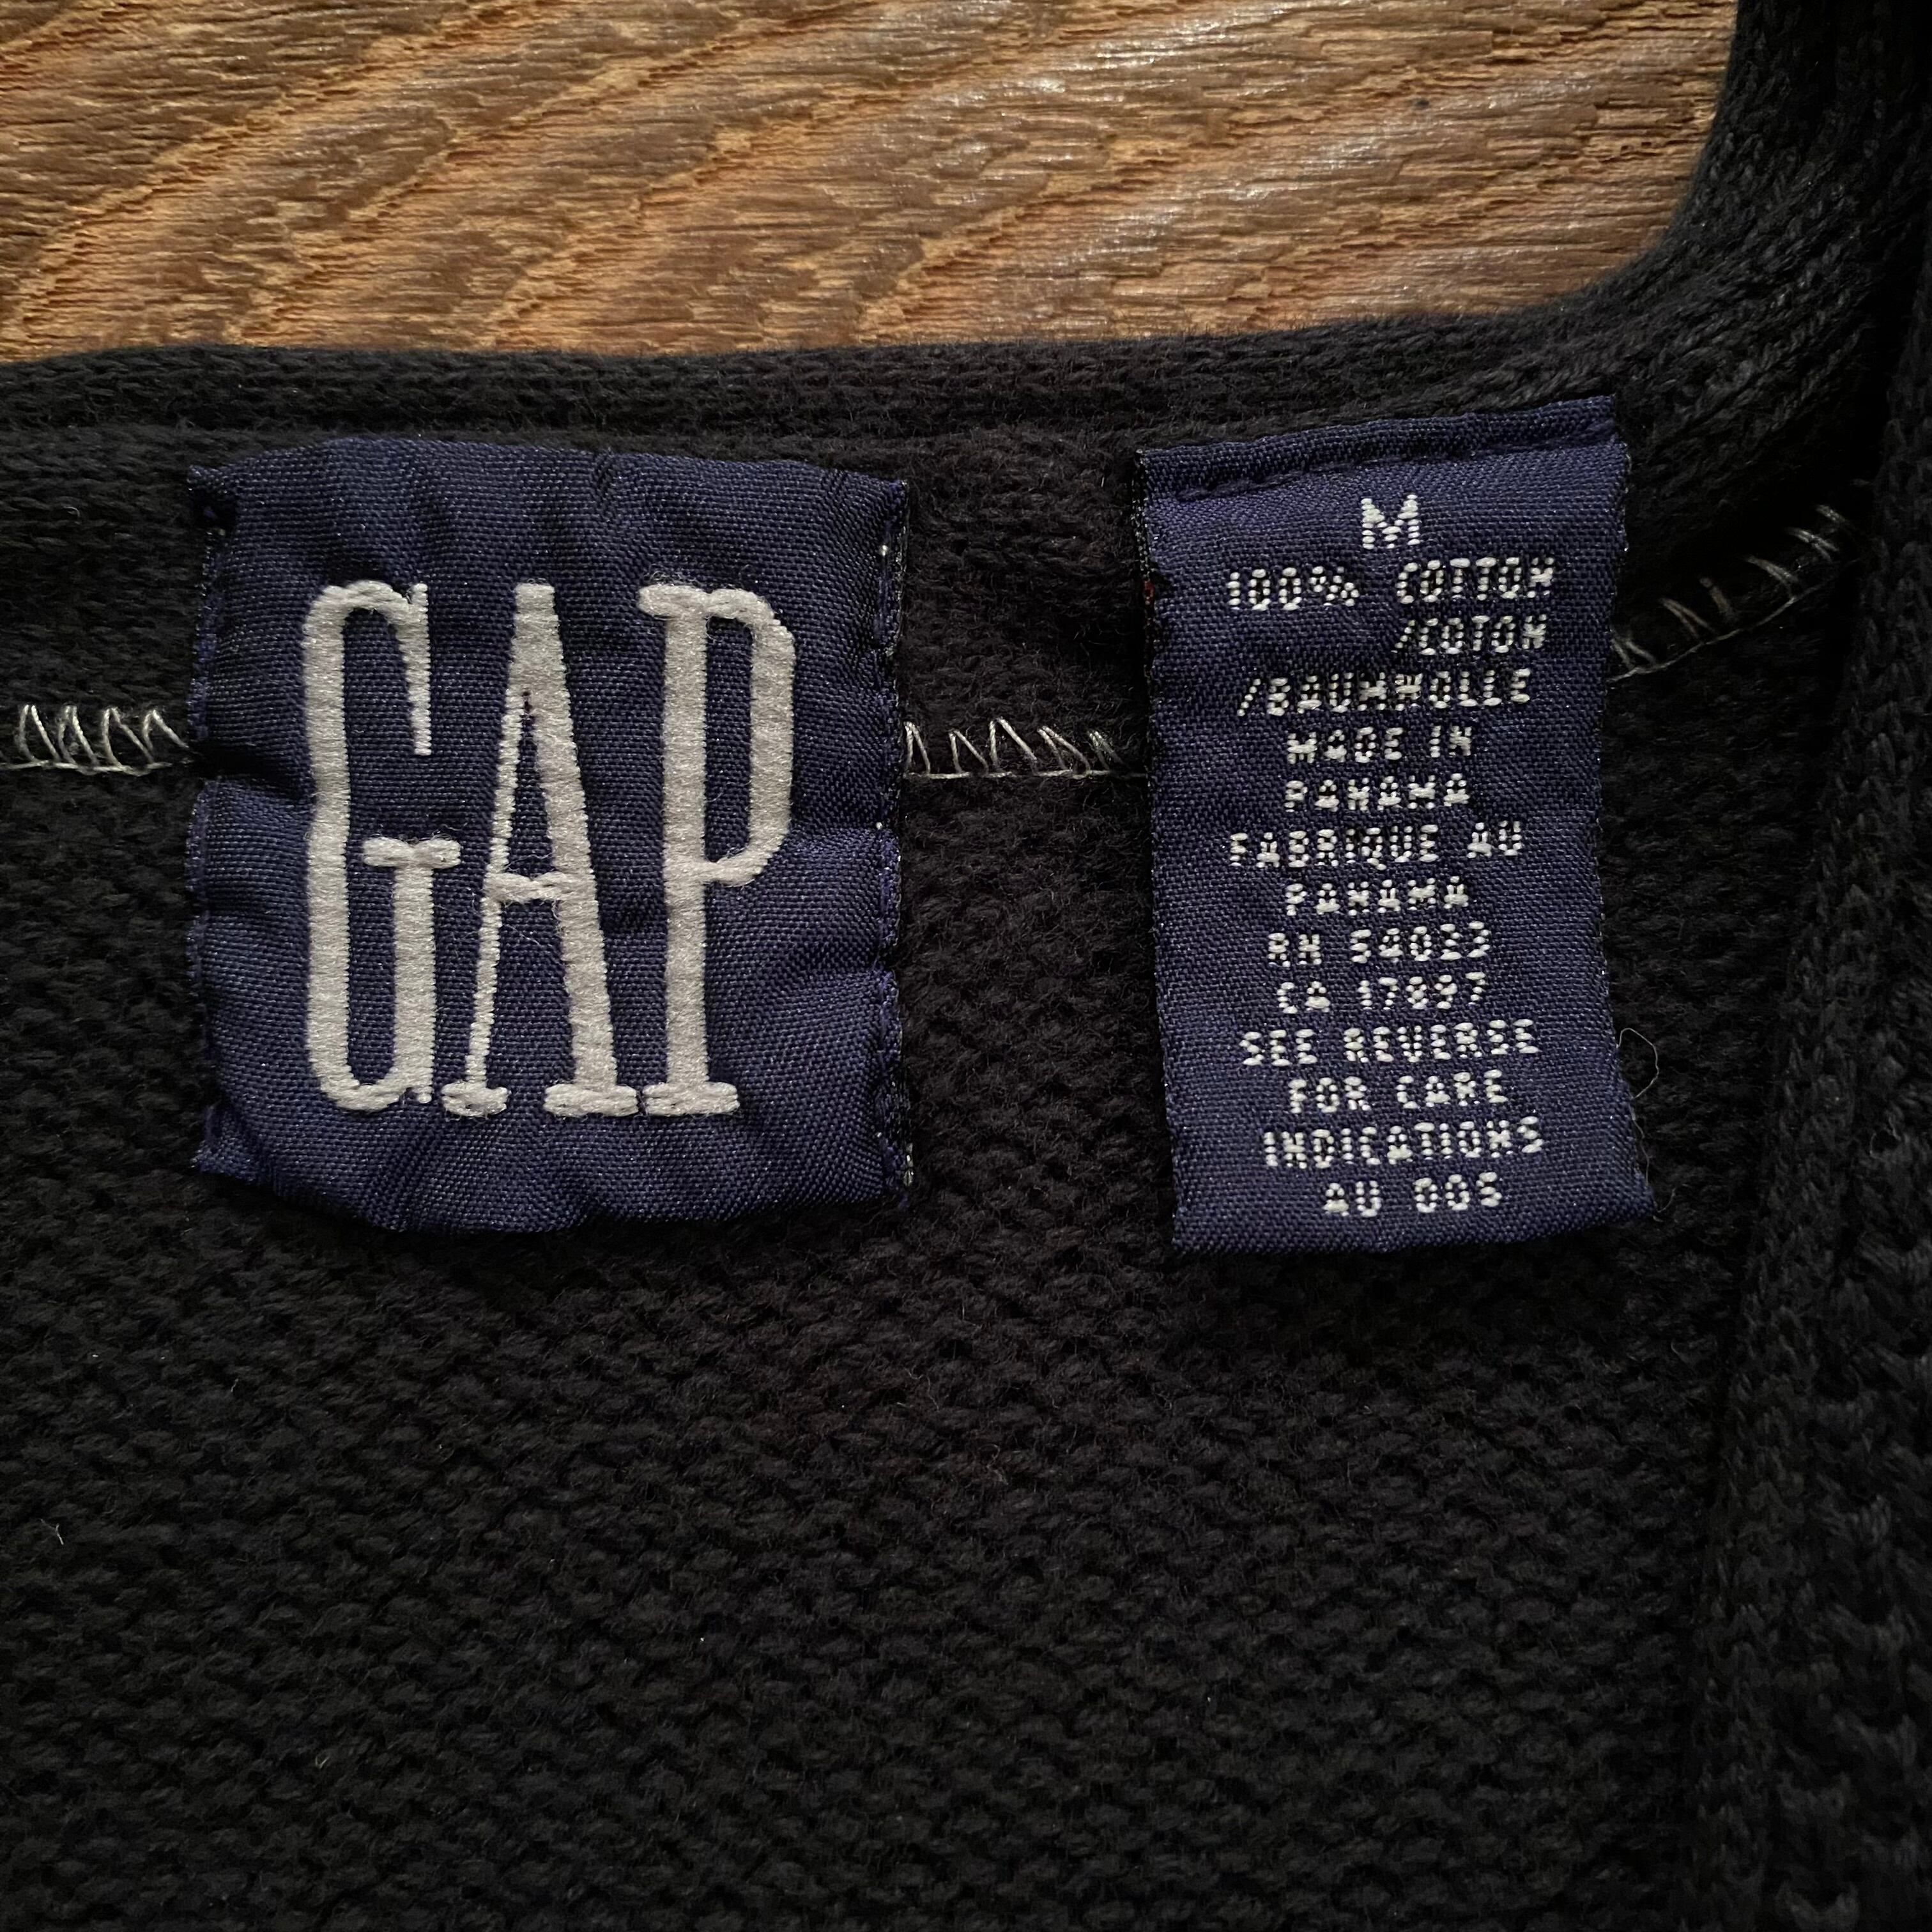 GAP
M
100% COTTON
/COTON
/BAUMWOLLE
MADE IN
PANAMA
FABRIQUE AU
PANAMA
RN 54023
CA 17897
SEE REVERSE
FOR CARE
INDICATIONS
AU DOS